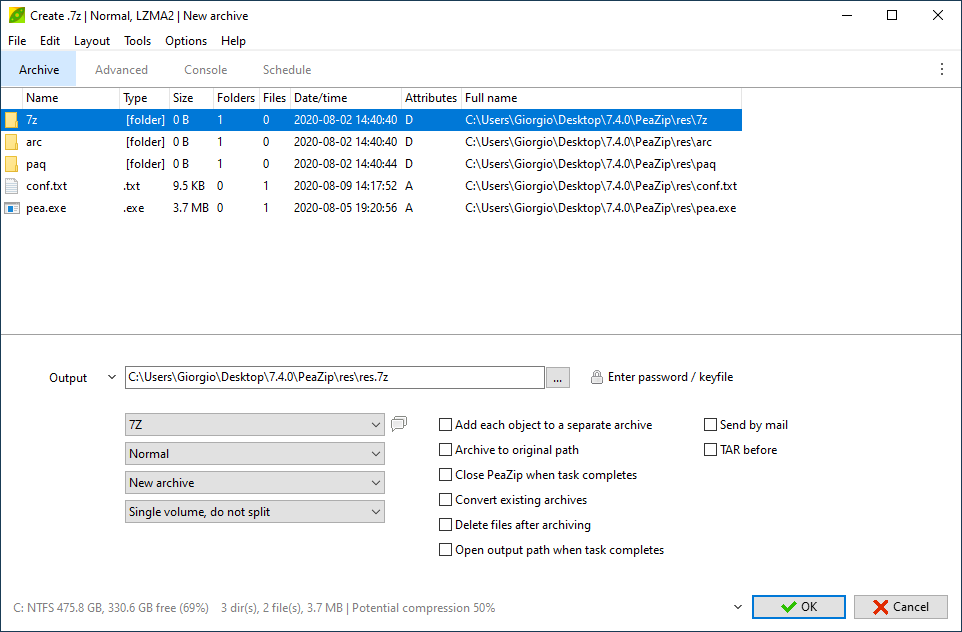 Create .7z | Normal, LZMA2 | New archive
File Edit Layout Tools Options Help
Archive Advanced Console Schedule
Name Type Size Folders Files Date/time Attributes Full name
7z [folder] 0 B 1 0 2020-08-02 14:40:40 D C:\Users\Giorgio\Desktop\7.4.0\PeaZip\res\7z
arc [folder] 0 B 1 0 2020-08-02 14:40:40 D C:\Users\Giorgio\Desktop\7.4.0\PeaZip\res\arc
paq [folder] 0 B 1 0 2020-08-02 14:40:44 D C:\Users\Giorgio\Desktop\7.4.0\PeaZip\res\paq
conf.txt .txt 9.5 KB 0 1 2020-08-09 14:17:52 A C:\Users\Giorgio\Desktop\7.4.0\PeaZip\res\conf.txt
pea.exe .exe 3.7 MB 0 1 2020-08-05 19:20:56 A C:\Users\Giorgio\Desktop\7.4.0\PeaZip\res\pea.exe
Output C:\Users\Giorgio\Desktop\7.4.0\PeaZip\res\res.7z ... Enter password / keyfile
7Z Add each object to a separate archive Send by mail
Normal Archive to original path TAR before
New archive Close PeaZip when task completes
Single volume, do not split Convert existing archives
Delete files after archiving
Open output path when task completes
C: NTFS 475.8 GB, 330.6 GB free (69%) 3 dir(s), 2 file(s), 3.7 MB | Potential compression 50% OK Cancel